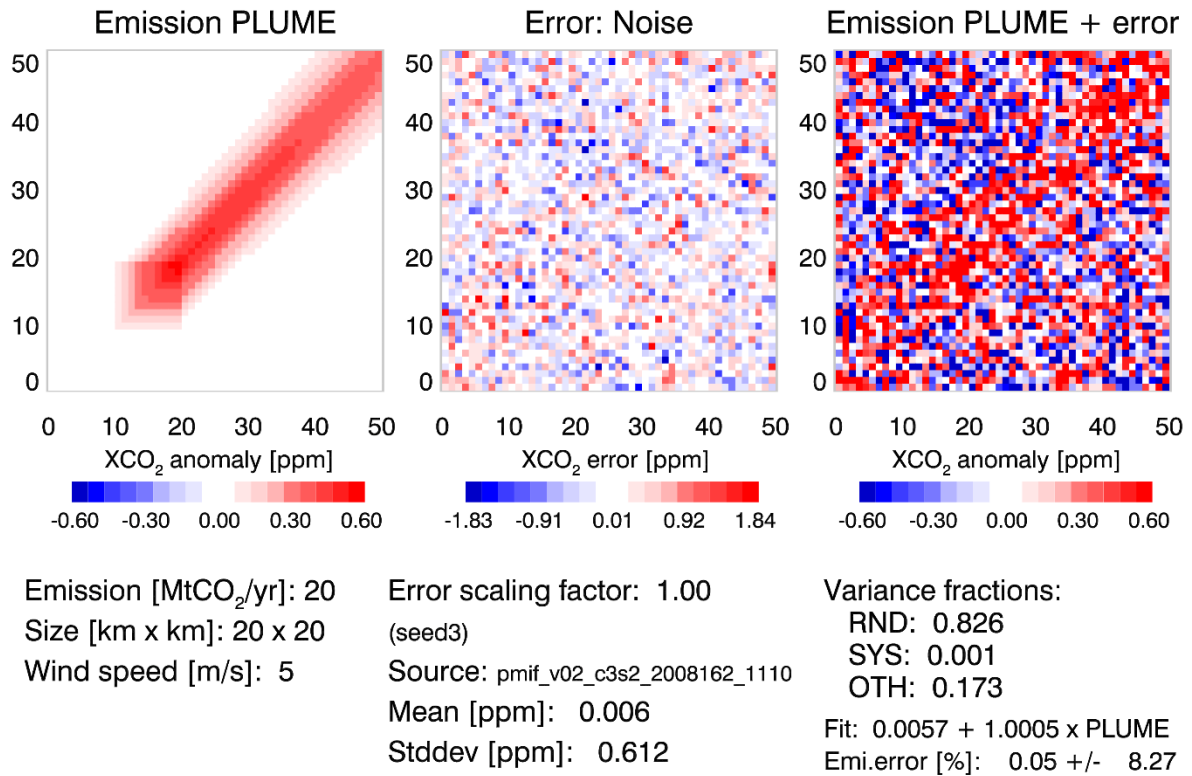 Emission PLUME
50
40
30
20
10
0
0 10 20 30 40 50
XCO2 anomaly [ppm]
-0.60 -0.30 0.00 0.30 0.60
Emission [MtCO2/yr]: 20
Size [km x km]: 20 x 20
Wind speed [m/s]: 5
Error: Noise
50
40
30
20
10
0
0 10 20 30 40 50
XCO2 error [ppm]
-1.83 -0.91 0.01 0.92 1.84
Error scaling factor: 1.00
(seed3)
Source: pmif_v02_c3s2_2008162_1110
Mean [ppm]: 0.006
Stddev [ppm]: 0.612
Emission PLUME + error
50
40
30
20
10
0
0 10 20 30 40 50
XCO2 anomaly [ppm]
-0.60 -0.30 0.00 0.30 0.60
Variance fractions:
RND: 0.826
SYS: 0.001
OTH: 0.173
Fit: 0.0057 + 1.0005 x PLUME
Emi.error [%]: 0.05 +/- 8.27